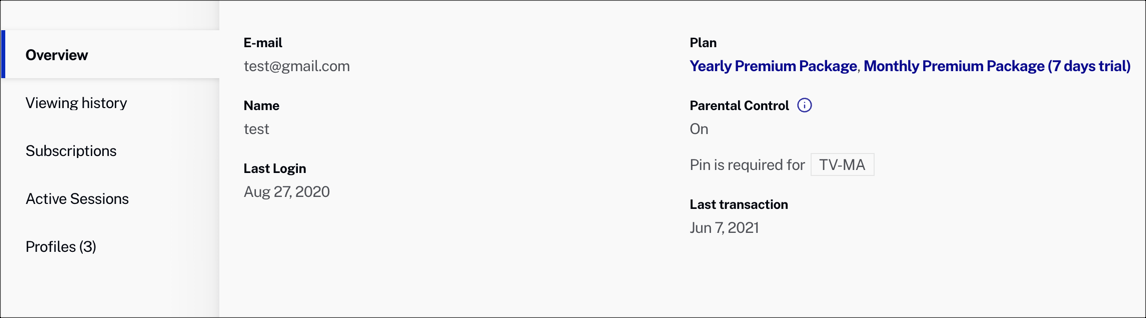 Overview
Viewing history
Subscriptions
Active Sessions
Profiles (3)
E-mail
test@gmail.com
Name
test
Last Login
Aug 27, 2020
Plan
Yearly Premium Package, Monthly Premium Package (7 days trial)
Parental Control
On
Pin is required for TV-MA
Last transaction
Jun 7, 2021